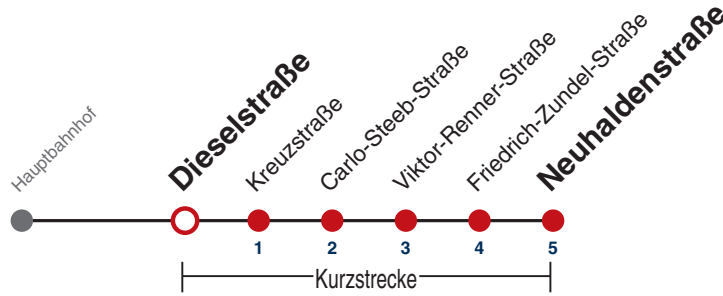 Hauptbahnhof
Dieselstraße
Kreuzstraße
Carlo-Steeb-Straße
Viktor-Renner-Straße
Friedrich-Zundel-Straße
Neuhaldenstraße
1
2
3
4
5
Kurzstrecke